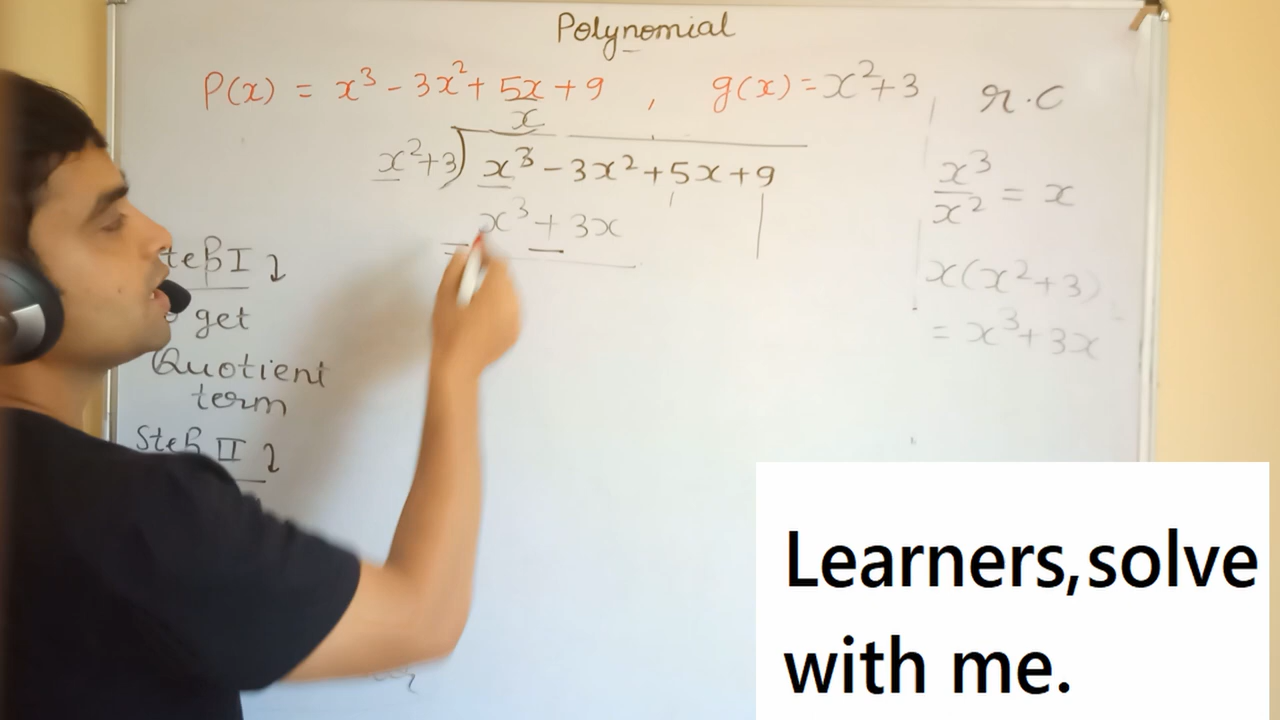 Polynomial
P(x) = x³ - 3x² + 5x + 9 , g(x) = x² + 3
r.c
x
x²+3) x³ - 3x² + 5x + 9
x³ + 3x
x³/x² = x
x(x²+3)
= x³ + 3x
Step I
get
Quotient
term
Step II
Learners,solve
with me.